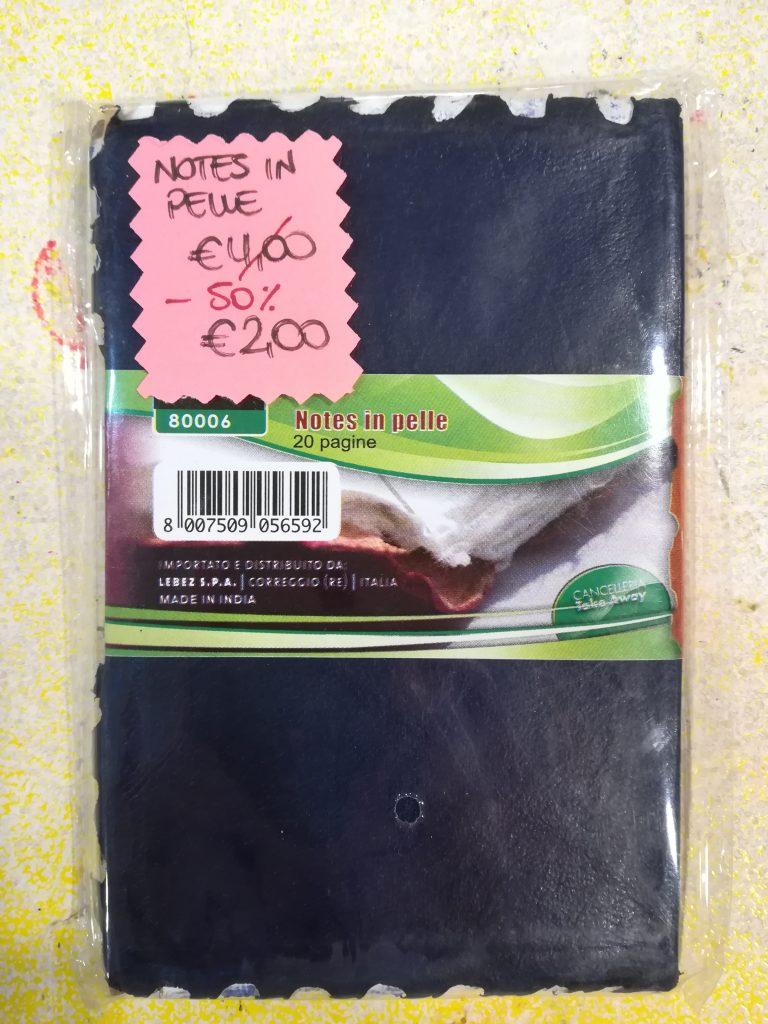 NOTES IN
PELLE
€4,00
- 50%
€2,00
80006
Notes in pelle
20 pagine
8 007509 056592
IMPORTATO E DISTRIBUITO DA:
LEBEZ S.P.A. | CORREGGIO (RE) | ITALIA
MADE IN INDIA
CANCELLERIA
Take Away